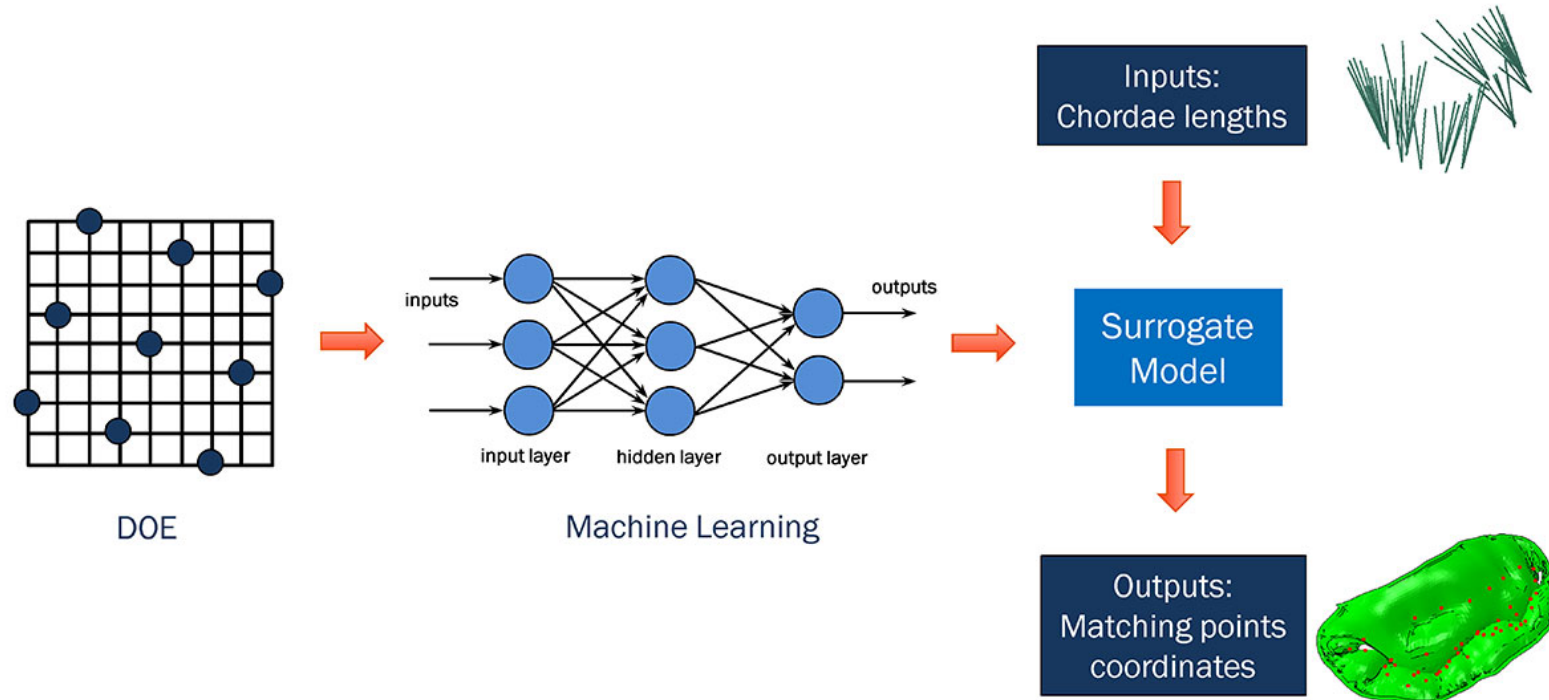 DOE
inputs
input layer
hidden layer
output layer
outputs
Machine Learning
Inputs:
Chordae lengths
Surrogate
Model
Outputs:
Matching points
coordinates